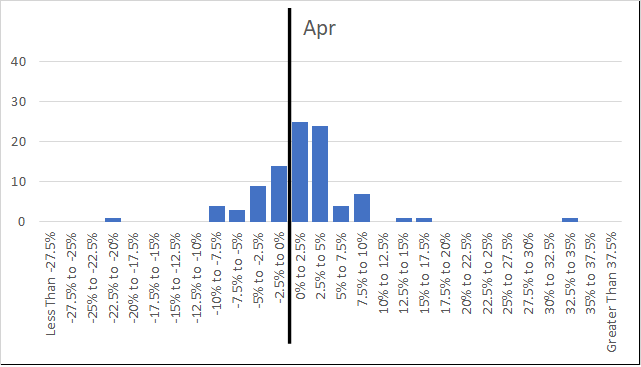 Apr
40
30
20
10
0
Less Than -27.5%
-27.5% to -25%
-25% to -22.5%
-22.5% to -20%
-20% to -17.5%
-17.5% to -15%
-15% to -12.5%
-12.5% to -10%
-10% to -7.5%
-7.5% to -5%
-5% to -2.5%
-2.5% to 0%
0% to 2.5%
2.5% to 5%
5% to 7.5%
7.5% to 10%
10% to 12.5%
12.5% to 15%
15% to 17.5%
17.5% to 20%
20% to 22.5%
22.5% to 25%
25% to 27.5%
27.5% to 30%
30% to 32.5%
32.5% to 35%
35% to 37.5%
Greater Than 37.5%